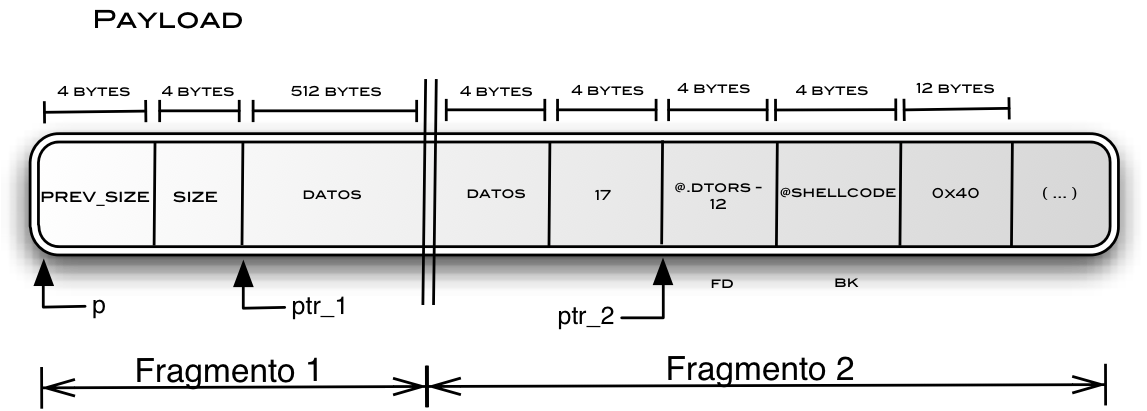 PAYLOAD
4 BYTES 4 BYTES 512 BYTES 4 BYTES 4 BYTES 4 BYTES 4 BYTES 12 BYTES
PREV_SIZE SIZE DATOS DATOS 17 @.DTORS - @SHELLCODE 0X40 ( ... )
12
FD BK
p ptr_1 ptr_2
Fragmento 1 Fragmento 2